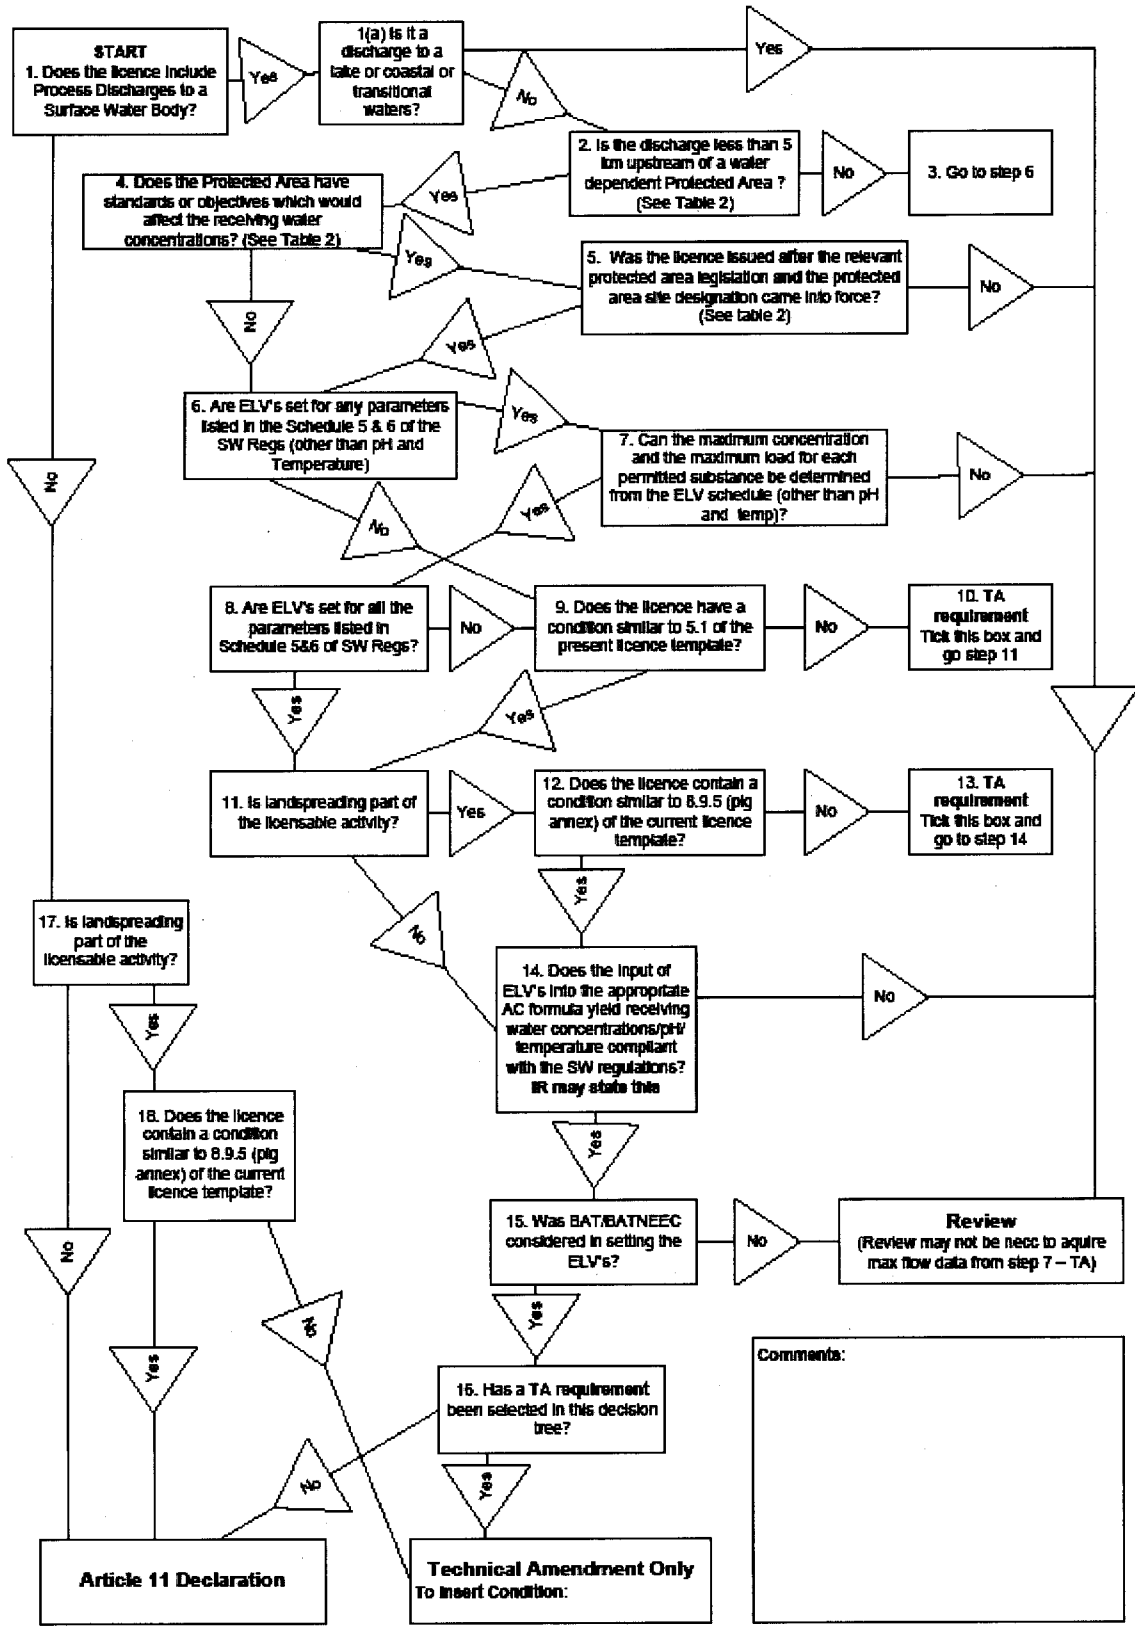 START
1. Does the licence include
Process Discharges to a
Surface Water Body?
Yes
1(a) Is it a
discharge to a
lake or coastal or
transitional
waters?
Yes
No
2. Is the discharge less than 5
km upstream of a water
dependent Protected Area ?
(See Table 2)
No
3. Go to step 6
Yes
4. Does the Protected Area have
standards or objectives which would
affect the receiving water
concentrations? (See Table 2)
Yes
No
5. Was the licence issued after the relevant
protected area legislation and the protected
area site designation came into force?
(See table 2)
No
Yes
6. Are ELV's set for any parameters
listed in the Schedule 5 & 6 of the
SW Regs (other than pH and
Temperature)
Yes
No
7. Can the maximum concentration
and the maximum load for each
permitted substance be determined
from the ELV schedule (other than pH
and temp)?
No
Yes
No
8. Are ELV's set for all the
parameters listed in
Schedule 5&6 of SW Regs?
No
9. Does the licence have a
condition similar to 5.1 of the
present licence template?
No
10. TA
requirement
Tick this box and
go step 11
Yes
Yes
11. Is landspreading part of
the licensable activity?
Yes
12. Does the licence contain a
condition similar to 8.9.5 (pig
annex) of the current licence
template?
No
13. TA
requirement
Tick this box and
go to step 14
Yes
No
17. Is landspreading
part of the
licensable activity?
14. Does the input of
ELV's into the appropriate
AC formula yield receiving
water concentrations/pH/
temperature compliant
with the SW regulations?
IR may state this
No
Yes
Yes
18. Does the licence
contain a condition
similar to 8.9.5 (pig
annex) of the current
licence template?
15. Was BAT/BATNEEC
considered in setting the
ELV's?
No
Review
(Review may not be necc to aquire
max flow data from step 7 – TA)
No
Yes
No
Yes
16. Has a TA requirement
been selected in this decision
tree?
Comments:
No
Yes
Article 11 Declaration
Technical Amendment Only
To Insert Condition: